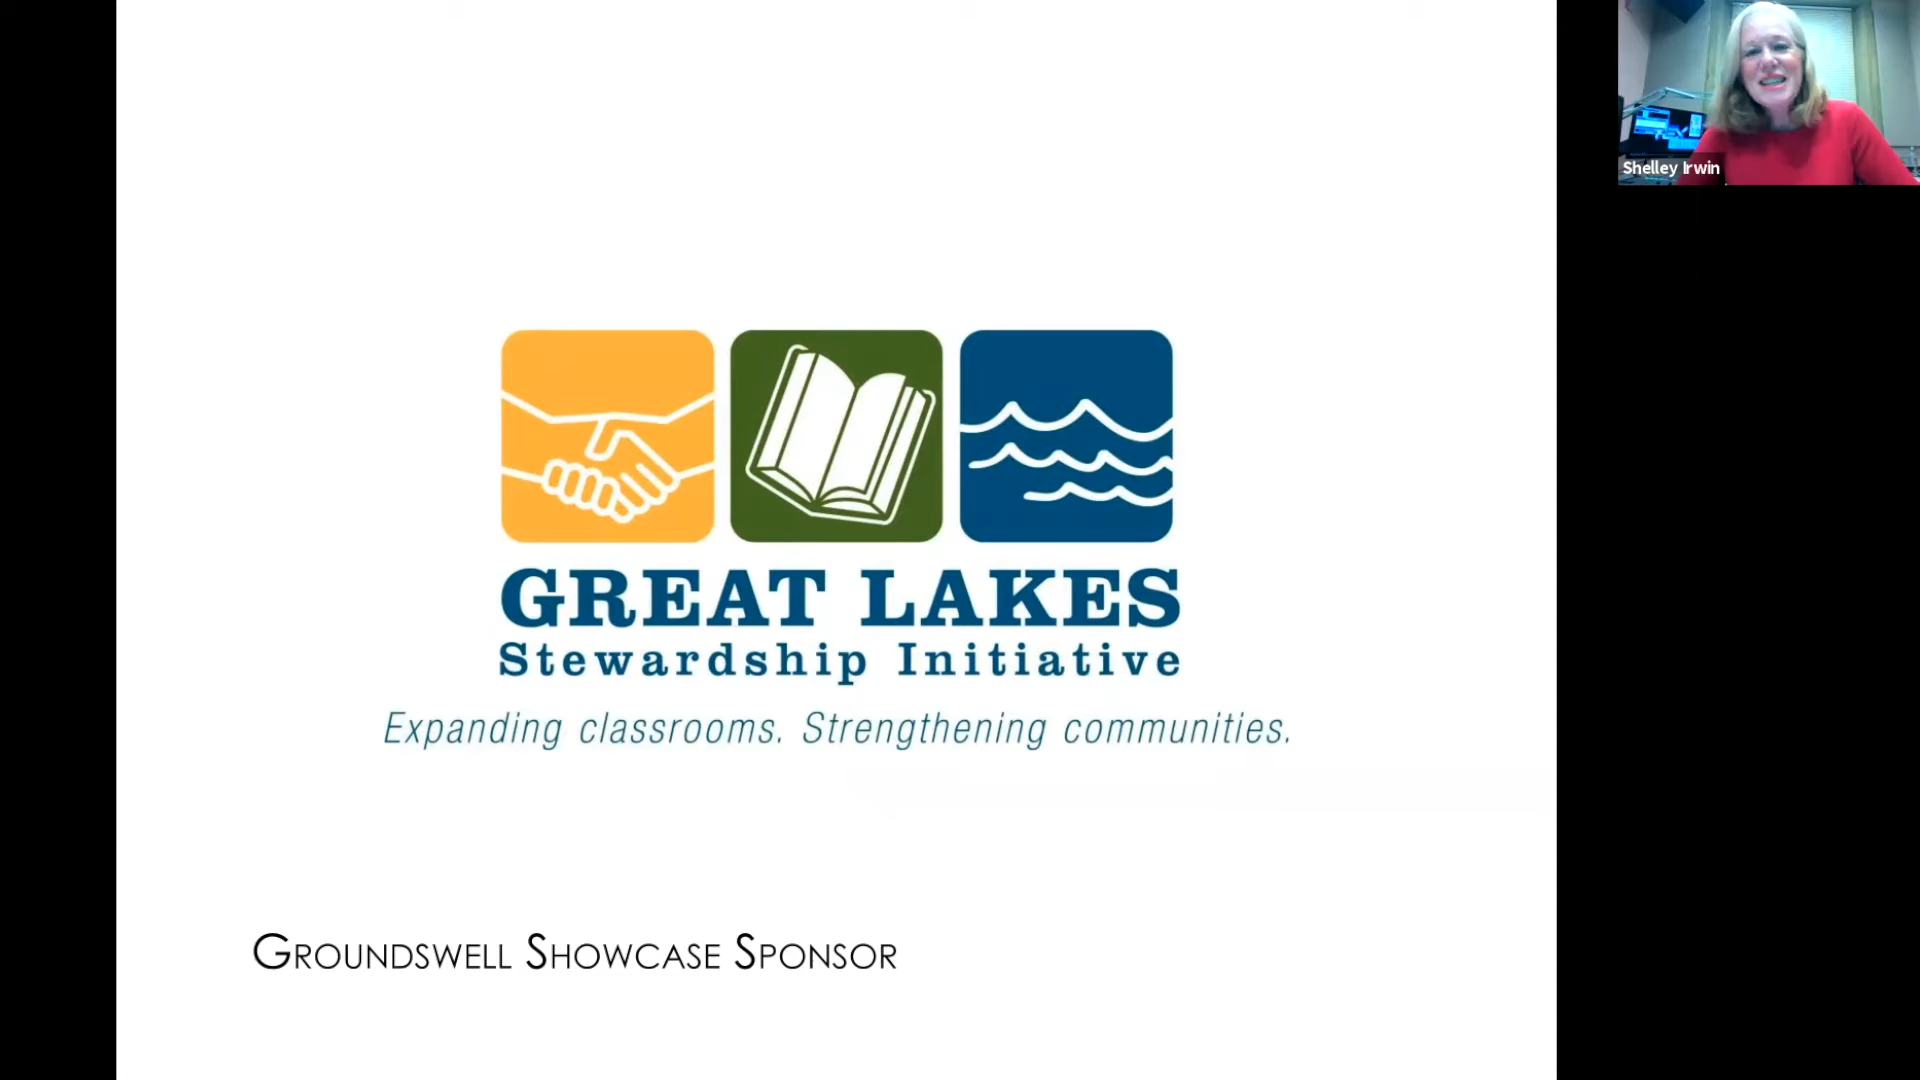 GREAT LAKES
Stewardship Initiative
Expanding classrooms. Strengthening communities.
GROUNDSWELL SHOWCASE SPONSOR
Shelley Irwin